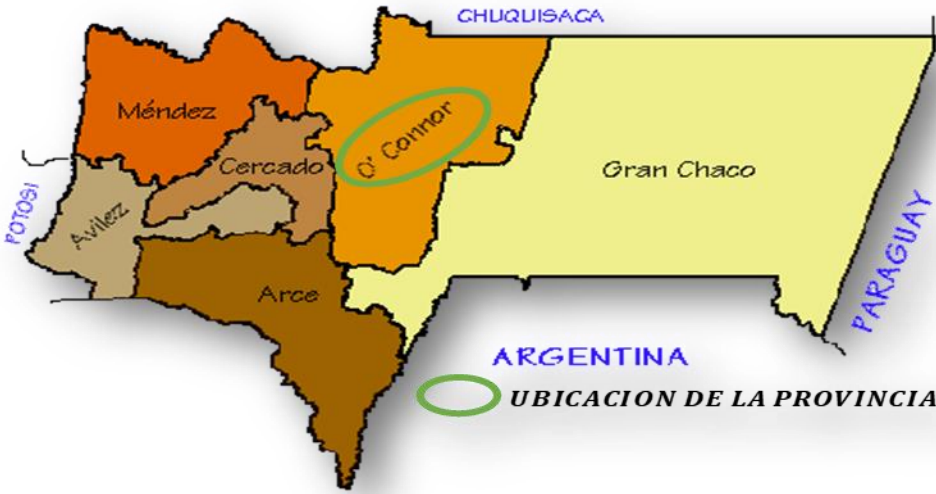 CHUQUISACA
Méndez
O' Connor
Cercado
Gran Chaco
POTOSI
Avilez
PARAGUAY
Arce
ARGENTINA
UBICACION DE LA PROVINCIA